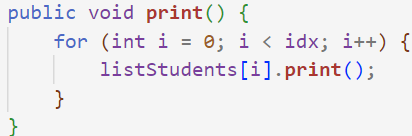 public void print() {
    for (int i = 0; i < idx; i++) {
        listStudents[i].print();
    }
}